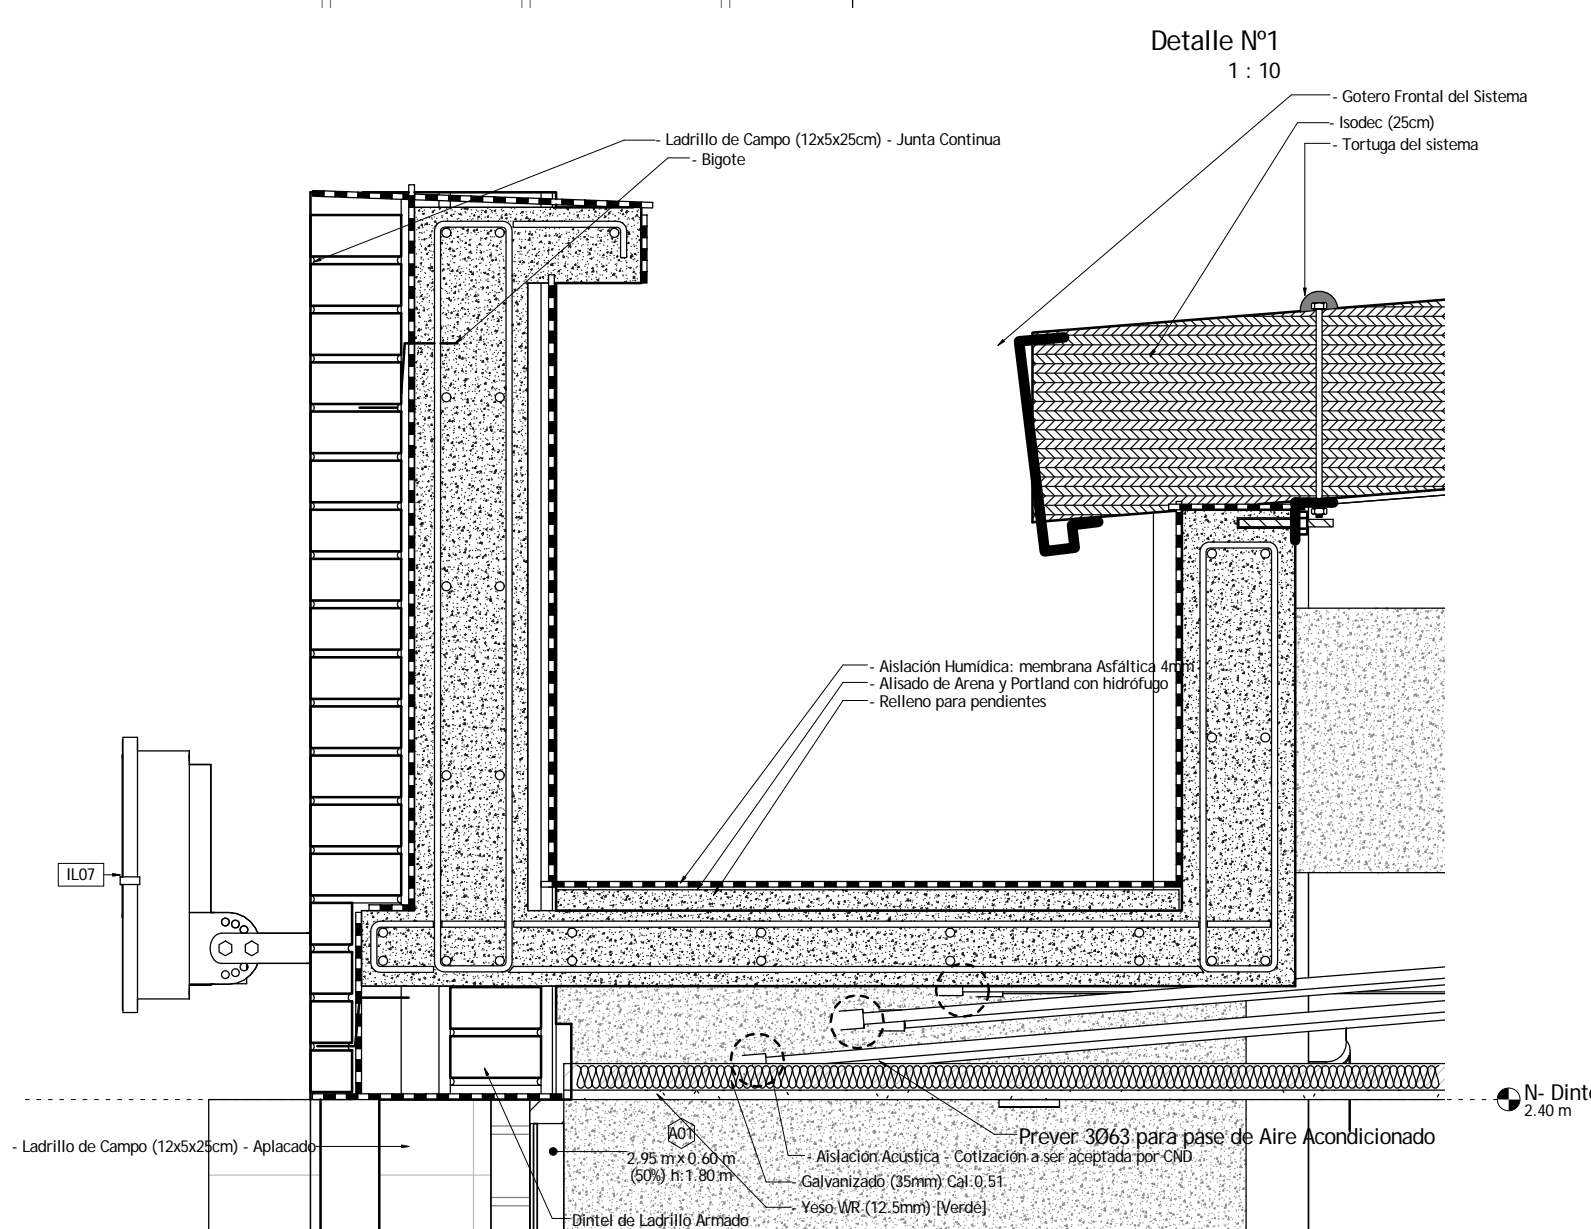 Detalle Nº1
1 : 10
- Gotero Frontal del Sistema
- Isodec (25cm)
- Tortuga del sistema
- Ladrillo de Campo (12x5x25cm) - Junta Continua
- Bigote
- Aislación Humídica: membrana Asfáltica 4mm
- Alisado de Arena y Portland con hidrófugo
- Relleno para pendientes
IL07
N- Dint
2.40 m
- Ladrillo de Campo (12x5x25cm) - Aplacado
A01
2.95 m x 0.60 m
(50%) h:1.80 m
Prever 3Ø63 para pase de Aire Acondicionado
- Aislación Acústica - Cotización a ser aceptada por CND
- Galvanizado (35mm) Cal:0.51
- Yeso WR (12.5mm) [Verde]
- Dintel de Ladrillo Armado